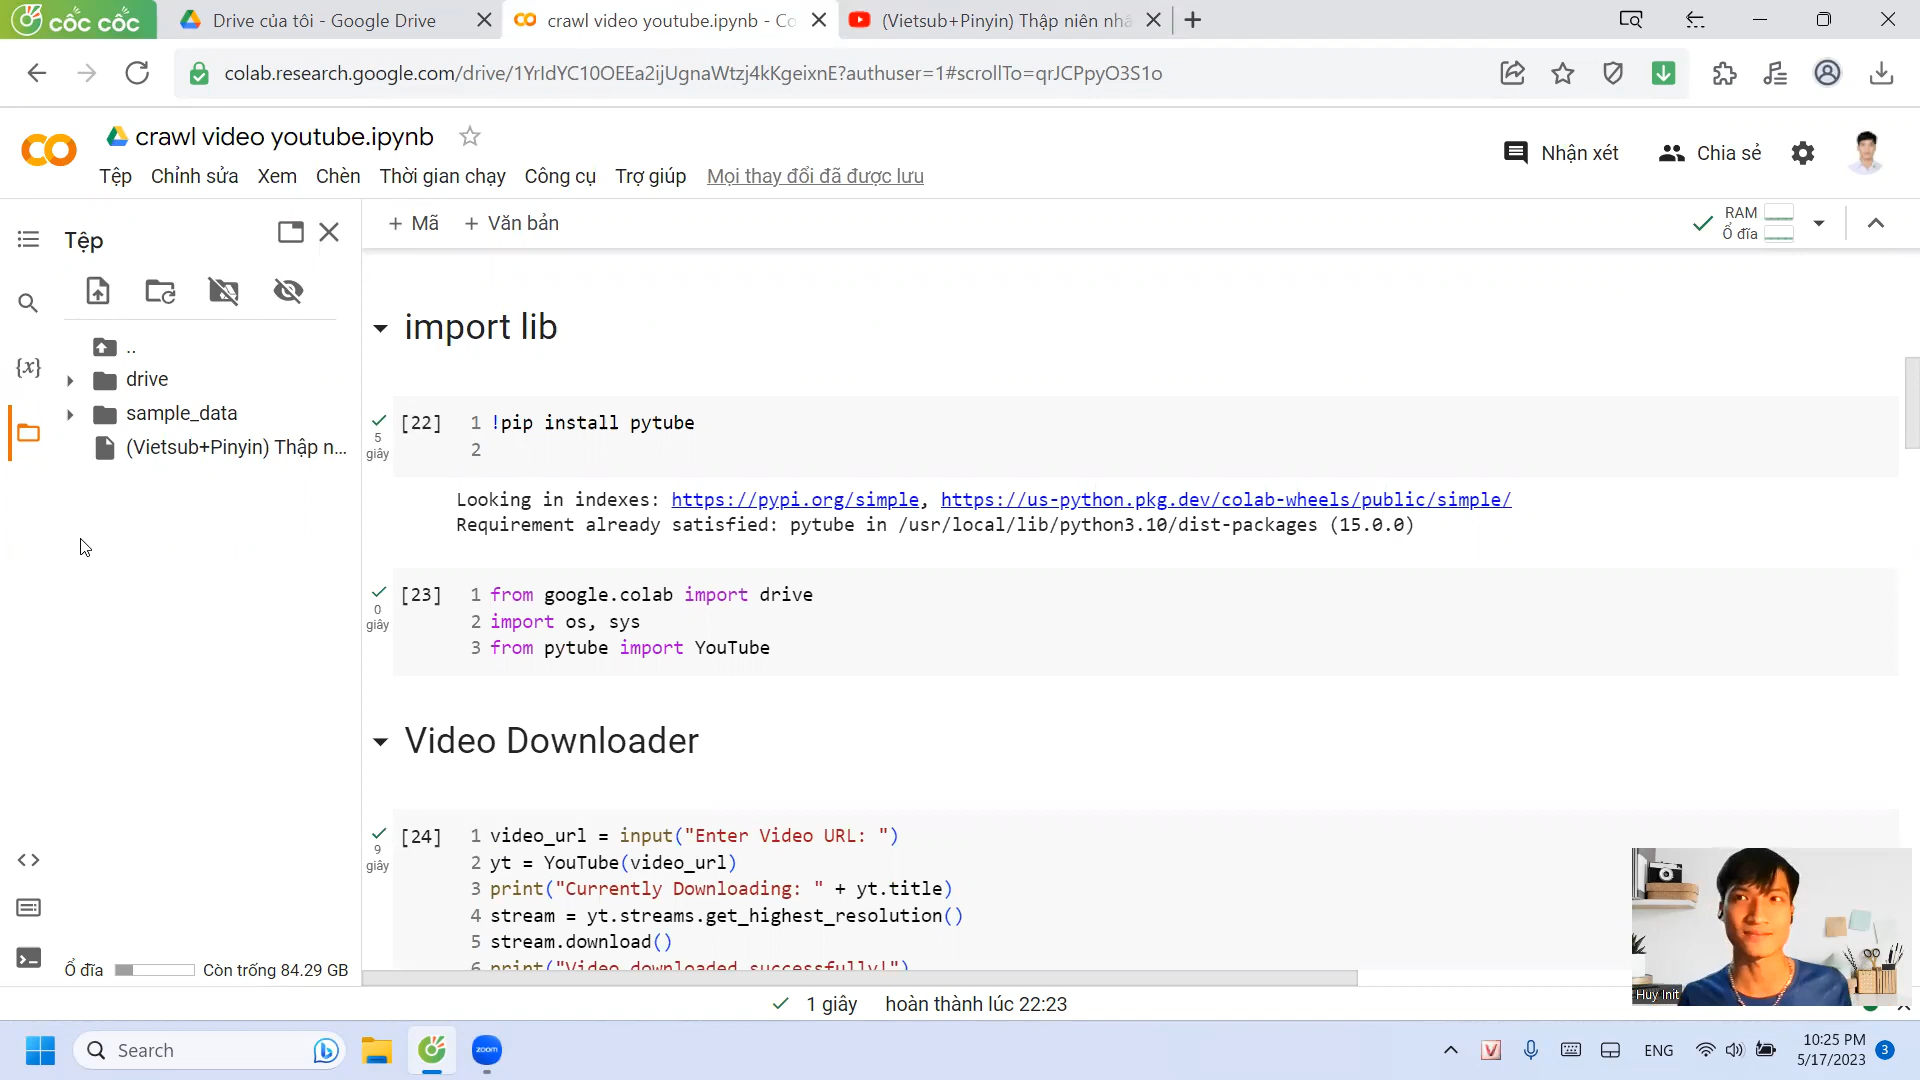 cốc cốc
Drive của tôi - Google Drive
crawl video youtube.ipynb - Co
(Vietsub+Pinyin) Thập niên nhâ
colab.research.google.com/drive/1YrIdYC10OEEa2ijUgnaWtzj4kKgeixnE?authuser=1#scrollTo=qrJCPpyO3S1o
crawl video youtube.ipynb
Nhận xét
Chia sẻ
Tệp Chỉnh sửa Xem Chèn Thời gian chạy Công cụ Trợ giúp Mọi thay đổi đã được lưu
Tệp
+ Mã + Văn bản
RAM
Ổ đĩa
..
drive
sample_data
(Vietsub+Pinyin) Thập n...
{x}
import lib
[22] 1 !pip install pytube
5 giây
2
Looking in indexes: https://pypi.org/simple, https://us-python.pkg.dev/colab-wheels/public/simple/
Requirement already satisfied: pytube in /usr/local/lib/python3.10/dist-packages (15.0.0)
[23] 1 from google.colab import drive
0 giây
2 import os, sys
3 from pytube import YouTube
Video Downloader
[24] 1 video_url = input("Enter Video URL: ")
9 giây
2 yt = YouTube(video_url)
3 print("Currently Downloading: " + yt.title)
4 stream = yt.streams.get_highest_resolution()
5 stream.download()
6 print("Video downloaded successfully!")
Ổ đĩa Còn trống 84.29 GB
Huy Init
1 giây hoàn thành lúc 22:23
Search
zoom
V
ENG
10:25 PM
5/17/2023
3